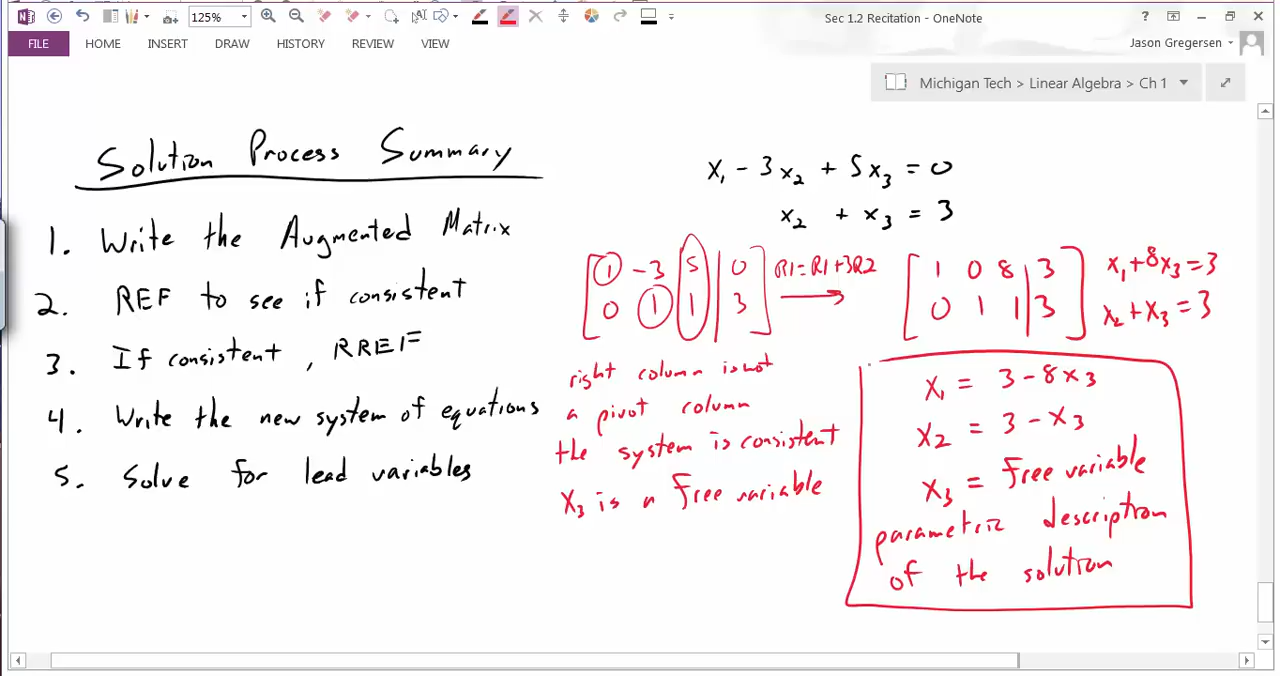 125%
Sec 1.2 Recitation - OneNote
FILE HOME INSERT DRAW HISTORY REVIEW VIEW
Jason Gregersen
Michigan Tech > Linear Algebra > Ch 1
Solution Process Summary
1. Write the Augmented Matrix
2. REF to see if consistent
3. If consistent, RREF
4. Write the new system of equations
5. Solve for lead variables
x₁ - 3x₂ + 5x₃ = 0
x₂ + x₃ = 3
1 -3 5 | 0
0 1 1 | 3
R1=R1+3R2
1 0 8 | 3
0 1 1 | 3
x₁+8x₃=3
x₂+x₃=3
right column is not
a pivot column
the system is consistent
x₃ is a free variable
x₁ = 3-8x₃
x₂ = 3-x₃
x₃ = free variable
parametric description
of the solution